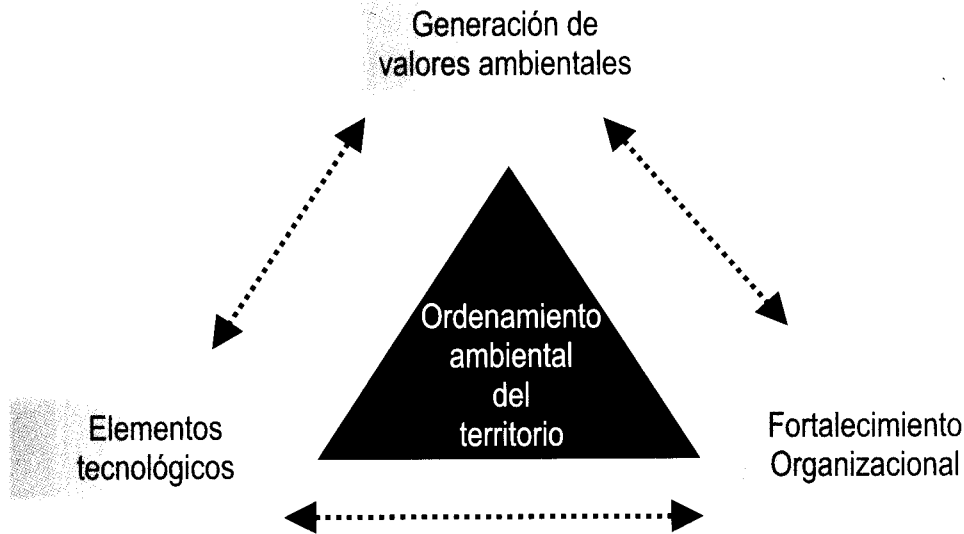 Generación de
valores ambientales
Ordenamiento
ambiental
del
territorio
Elementos
tecnológicos
Fortalecimiento
Organizacional